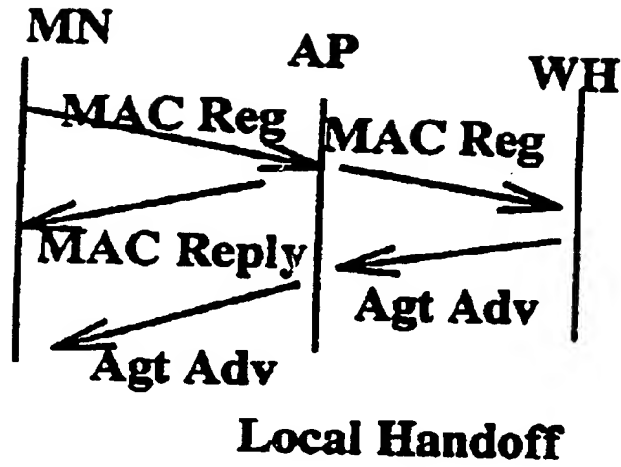 MN
AP
WH
MAC Reg
MAC Reg
MAC Reply
Agt Adv
Agt Adv
Local Handoff